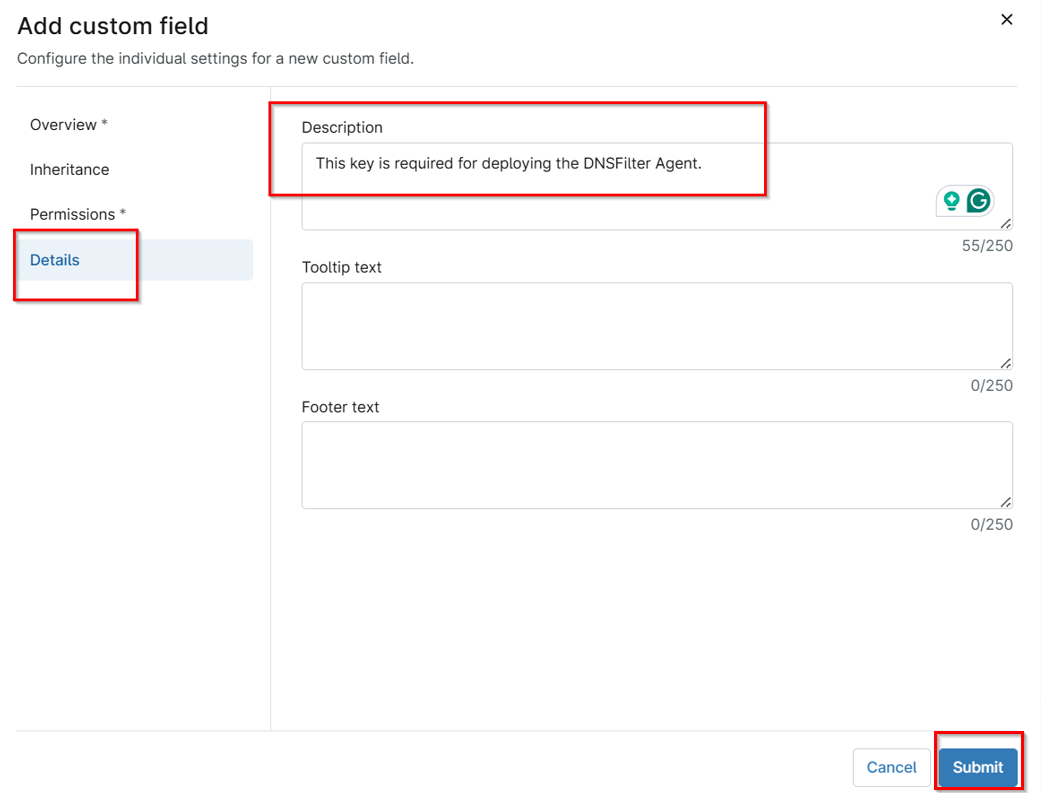 Add custom field
Configure the individual settings for a new custom field.
Overview *
Inheritance
Permissions *
Details
Description
This key is required for deploying the DNSFilter Agent.
55/250
Tooltip text
0/250
Footer text
0/250
Cancel
Submit